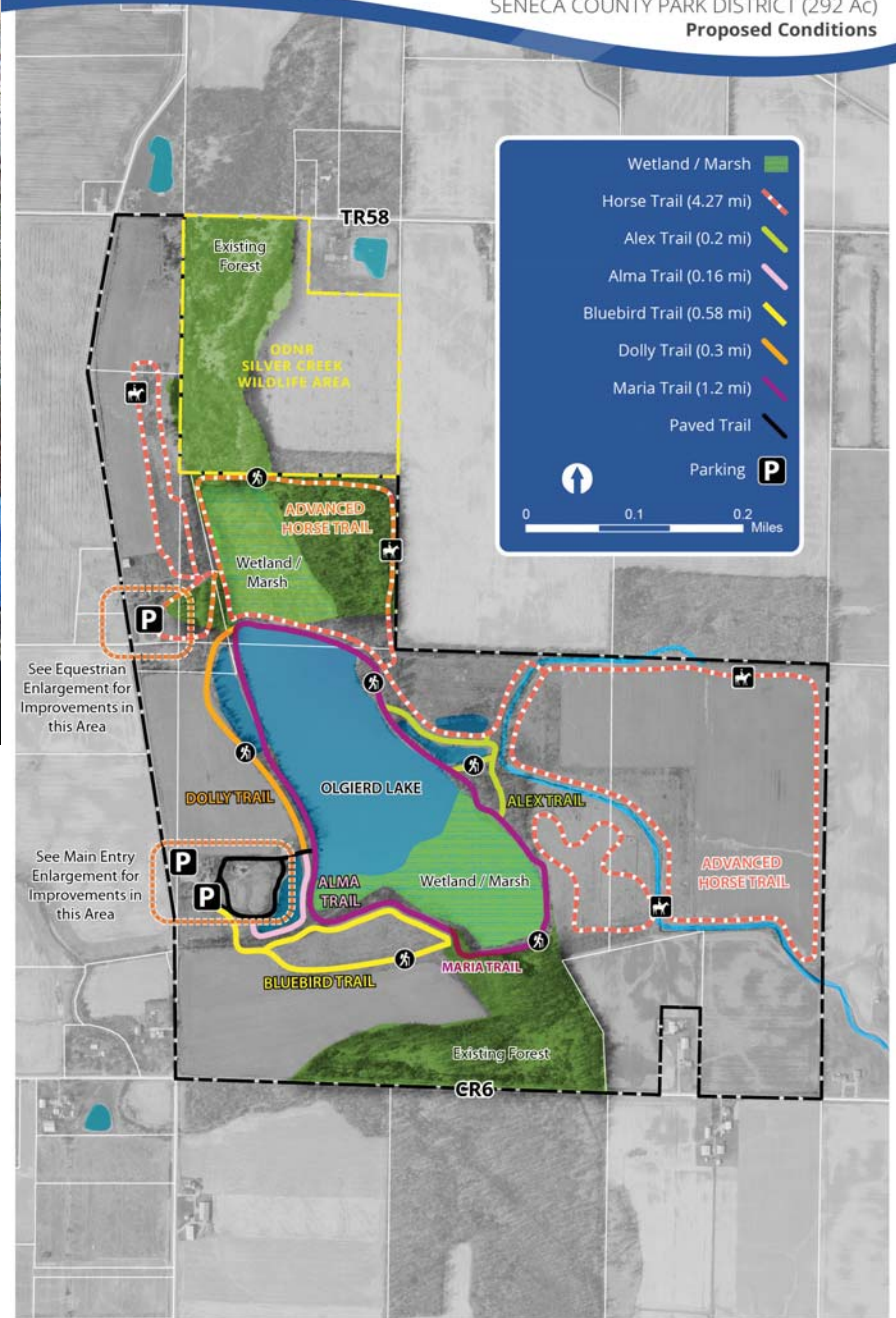 SENECA COUNTY PARK DISTRICT (292 Ac)
Proposed Conditions
Wetland / Marsh
Horse Trail (4.27 mi)
Alex Trail (0.2 mi)
Alma Trail (0.16 mi)
Bluebird Trail (0.58 mi)
Dolly Trail (0.3 mi)
Maria Trail (1.2 mi)
Paved Trail
Parking P
0 0.1 0.2
Miles
TR58
Existing
Forest
ODNR
SILVER CREEK
WILDLIFE AREA
ADVANCED
HORSE TRAIL
Wetland /
Marsh
P
See Equestrian
Enlargement for
Improvements in
this Area
OLGIERD LAKE
DOLLY TRAIL
ALEX TRAIL
See Main Entry
Enlargement for
Improvements in
this Area
P
P
ALMA
TRAIL
Wetland / Marsh
ADVANCED
HORSE TRAIL
BLUEBIRD TRAIL
MARIA TRAIL
Existing Forest
CR6